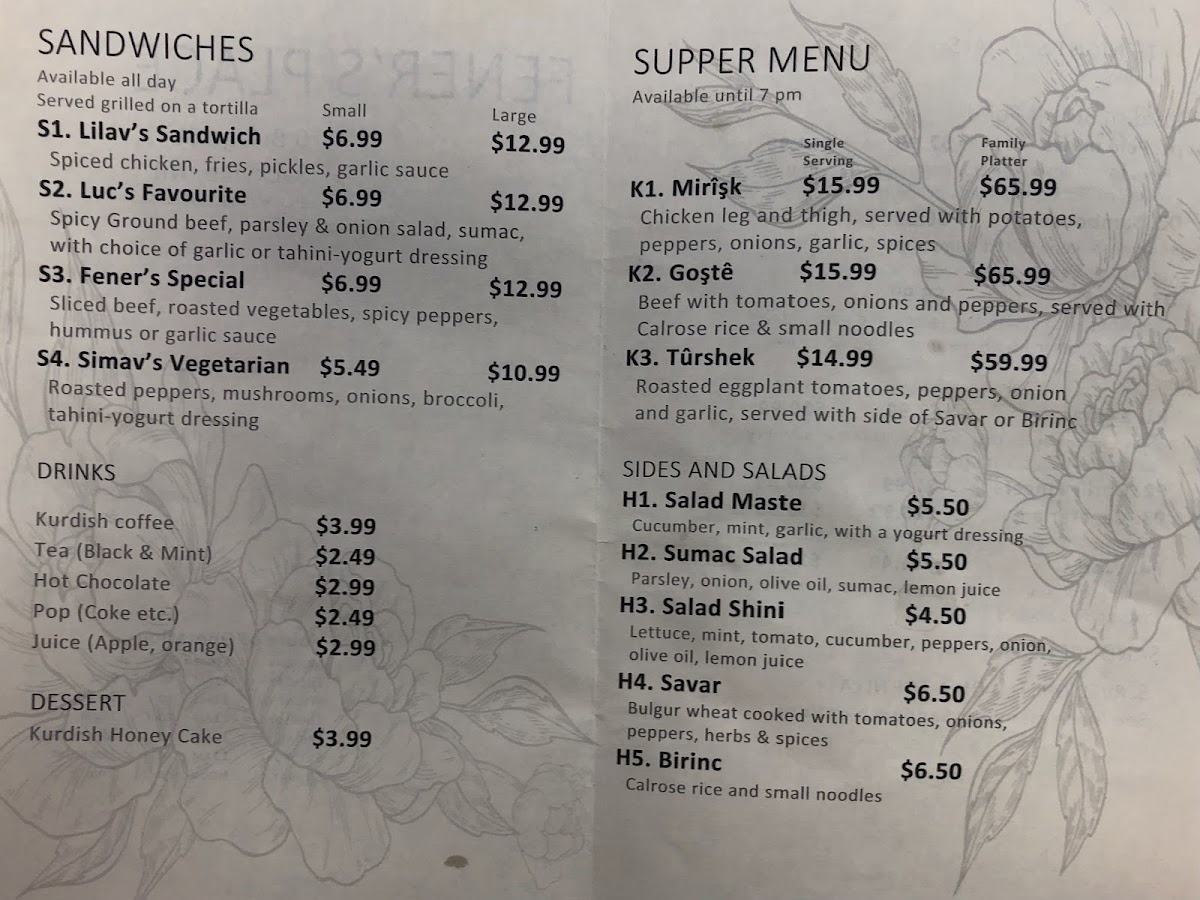 SANDWICHES
Available all day
Served grilled on a tortilla Small Large
S1. Lilav's Sandwich $6.99 $12.99
Spiced chicken, fries, pickles, garlic sauce
S2. Luc's Favourite $6.99 $12.99
Spicy Ground beef, parsley & onion salad, sumac,
with choice of garlic or tahini-yogurt dressing
S3. Fener's Special $6.99 $12.99
Sliced beef, roasted vegetables, spicy peppers,
hummus or garlic sauce
S4. Simav's Vegetarian $5.49 $10.99
Roasted peppers, mushrooms, onions, broccoli,
tahini-yogurt dressing
DRINKS
Kurdish coffee $3.99
Tea (Black & Mint) $2.49
Hot Chocolate $2.99
Pop (Coke etc.) $2.49
Juice (Apple, orange) $2.99
DESSERT
Kurdish Honey Cake $3.99
SUPPER MENU
Available until 7 pm
Single Family
Serving Platter
K1. Mirîşk $15.99 $65.99
Chicken leg and thigh, served with potatoes,
peppers, onions, garlic, spices
K2. Goştê $15.99 $65.99
Beef with tomatoes, onions and peppers, served with
Calrose rice & small noodles
K3. Tûrshek $14.99 $59.99
Roasted eggplant tomatoes, peppers, onion
and garlic, served with side of Savar or Birinc
SIDES AND SALADS
H1. Salad Maste $5.50
Cucumber, mint, garlic, with a yogurt dressing
H2. Sumac Salad $5.50
Parsley, onion, olive oil, sumac, lemon juice
H3. Salad Shini $4.50
Lettuce, mint, tomato, cucumber, peppers, onion,
olive oil, lemon juice
H4. Savar $6.50
Bulgur wheat cooked with tomatoes, onions,
peppers, herbs & spices
H5. Birinc $6.50
Calrose rice and small noodles